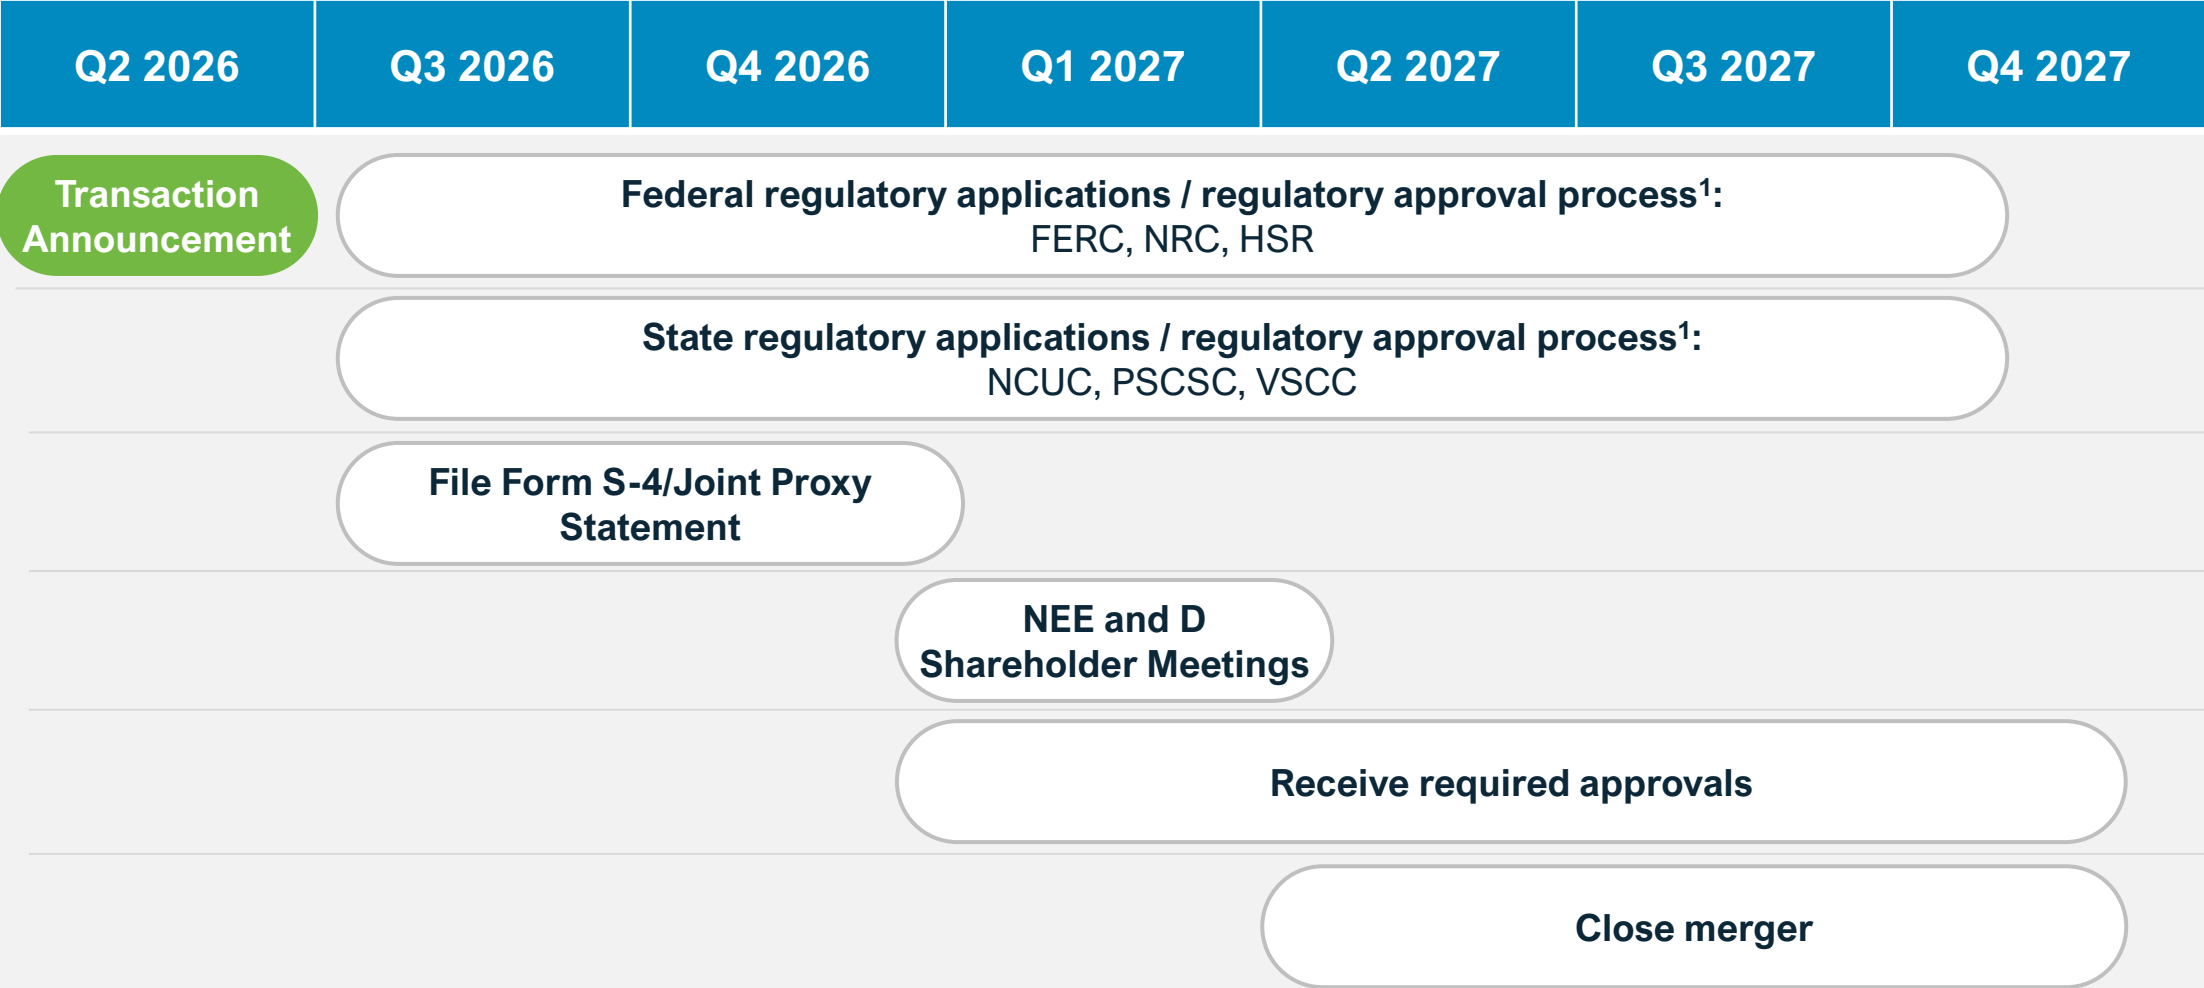 Q2 2026 Q3 2026 Q4 2026 Q1 2027 Q2 2027 Q3 2027 Q4 2027
Transaction
Announcement
Federal regulatory applications / regulatory approval process¹:
FERC, NRC, HSR
State regulatory applications / regulatory approval process¹:
NCUC, PSCSC, VSCC
File Form S-4/Joint Proxy
Statement
NEE and D
Shareholder Meetings
Receive required approvals
Close merger